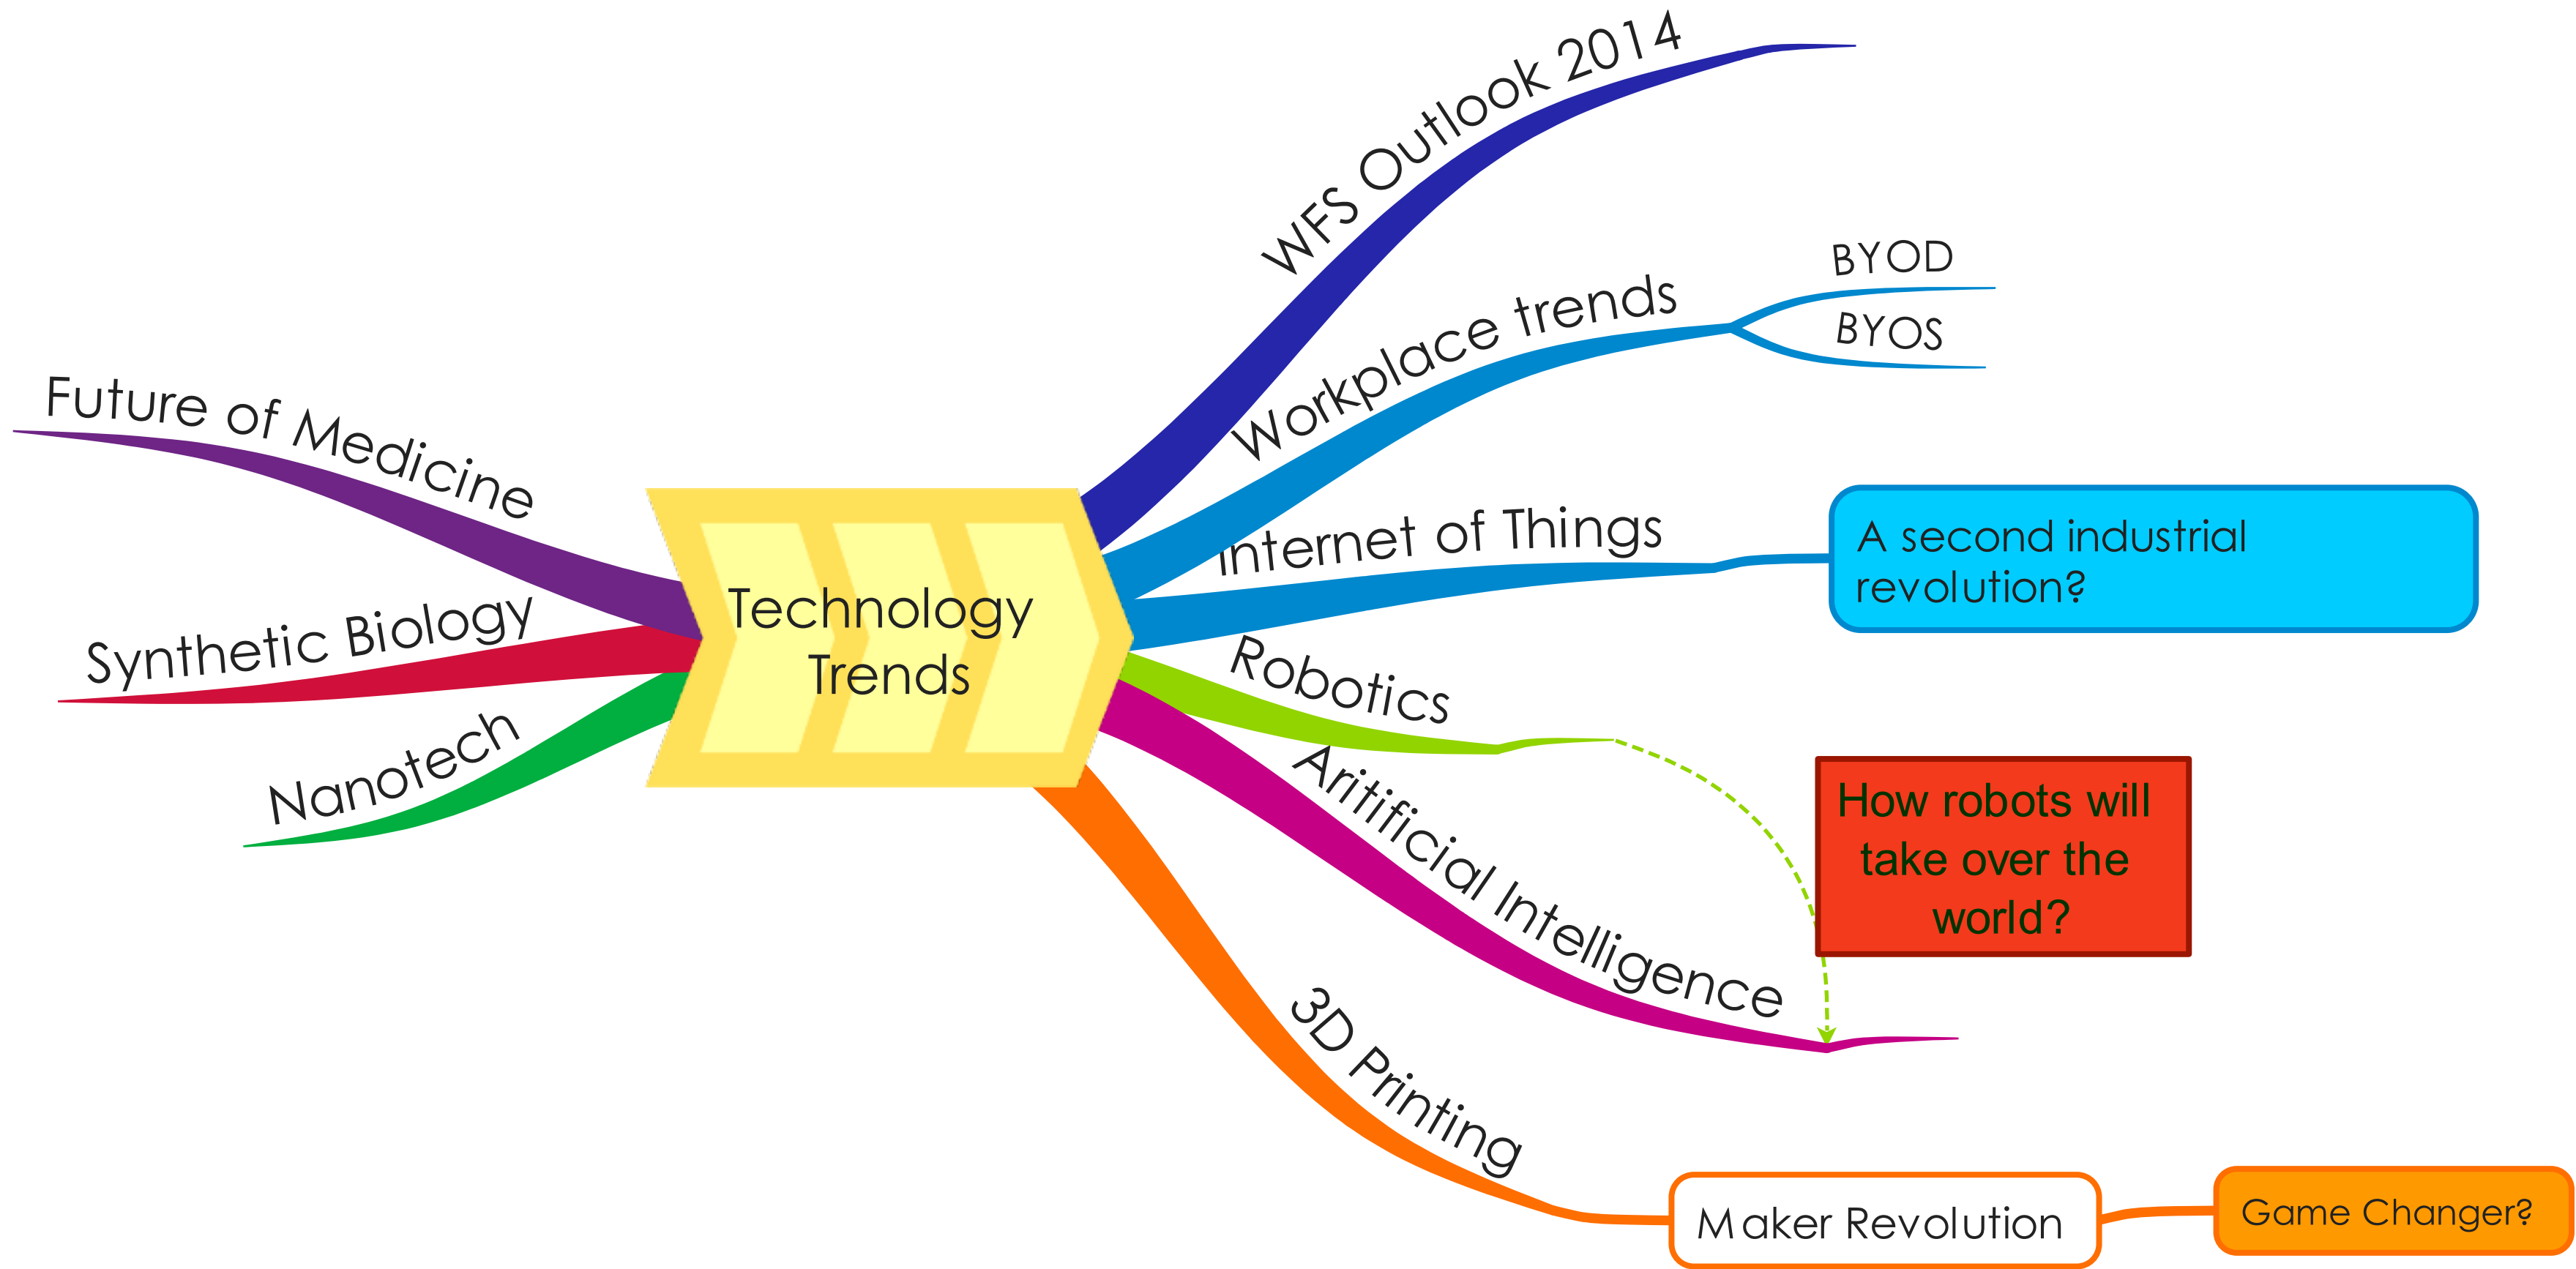 WFS Outlook 2014
Workplace trends
BYOD
BYOS
Internet of Things
A second industrial
revolution?
Robotics
Aritificial Intelligence
How robots will
take over the
world?
3D Printing
Maker Revolution
Game Changer?
Technology
Trends
Future of Medicine
Synthetic Biology
Nanotech